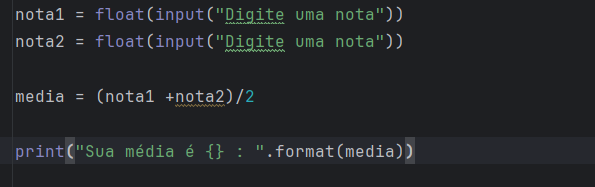 nota1 = float(input("Digite uma nota"))
nota2 = float(input("Digite uma nota"))
media = (nota1 +nota2)/2
print("Sua média é {} : ".format(media))